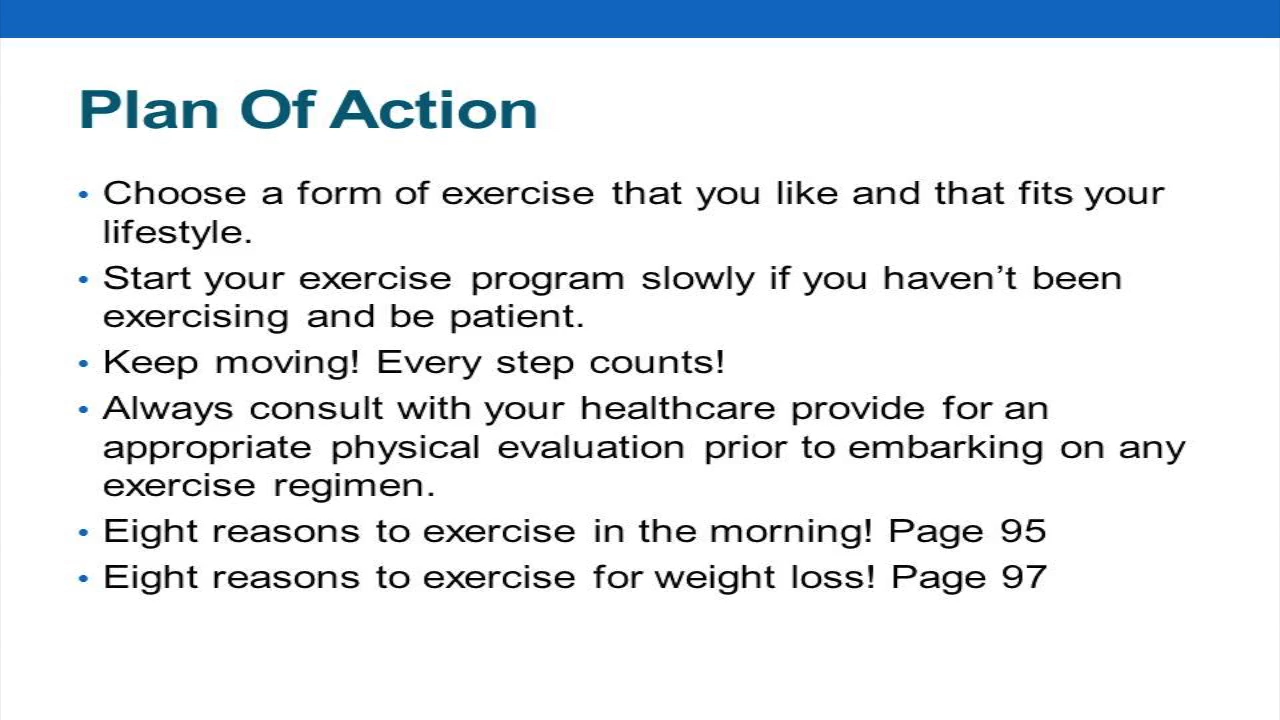 Plan Of Action
• Choose a form of exercise that you like and that fits your
lifestyle.
• Start your exercise program slowly if you haven’t been
exercising and be patient.
• Keep moving! Every step counts!
• Always consult with your healthcare provide for an
appropriate physical evaluation prior to embarking on any
exercise regimen.
• Eight reasons to exercise in the morning! Page 95
• Eight reasons to exercise for weight loss! Page 97